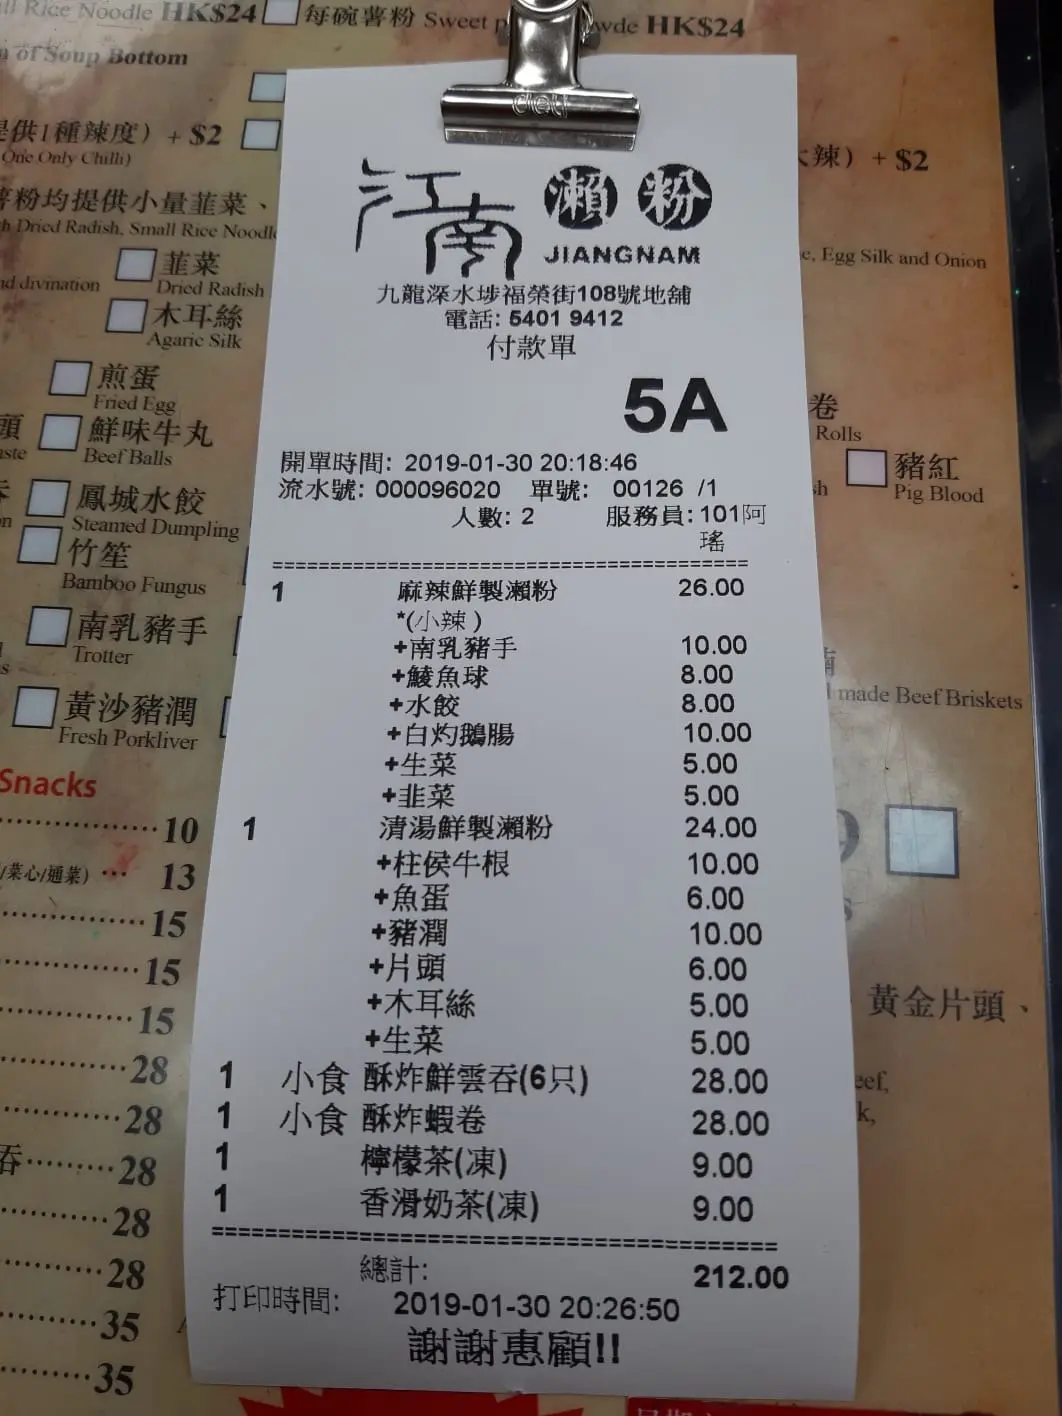 Rice Noodle HK$24
每碗薯粉 Sweet HK$24
of Soup Bottom
提供1種辣度) + $2
One Only Chilli)
辣) + $2
薯粉均提供小量韮菜、
Dried Radish, Small Rice Noodle
Egg Silk and Onion
and divination
韮菜
Dried Radish
木耳絲
Agaric Silk
煎蛋
Fried Egg
鮮味牛丸
Beef Balls
鳳城水餃
Steamed Dumpling
竹笙
Bamboo Fungus
南乳豬手
Trotter
黃沙豬潤
Fresh Porkliver
Snacks
10
/菜心/通菜) 13
15
15
15
28
28
28
28
28
35
35
卷
Rolls
豬紅
Pig Blood
made Beef Briskets
黃金片頭、
deli
江南 瀨粉
JIANGNAM
九龍深水埗福榮街108號地舖
電話: 5401 9412
付款單
5A
開單時間: 2019-01-30 20:18:46
流水號: 000096020 單號: 00126 /1
人數: 2 服務員: 101阿
瑤
1 麻辣鮮製瀨粉 26.00
*(小辣)
+南乳豬手 10.00
+鯪魚球 8.00
+水餃 8.00
+白灼鵝腸 10.00
+生菜 5.00
+韭菜 5.00
1 清湯鮮製瀨粉 24.00
+柱侯牛根 10.00
+魚蛋 6.00
+豬潤 10.00
+片頭 6.00
+木耳絲 5.00
+生菜 5.00
1 小食 酥炸鮮雲吞(6只) 28.00
1 小食 酥炸蝦卷 28.00
1 檸檬茶(凍) 9.00
1 香滑奶茶(凍) 9.00
總計: 212.00
打印時間: 2019-01-30 20:26:50
謝謝惠顧!!